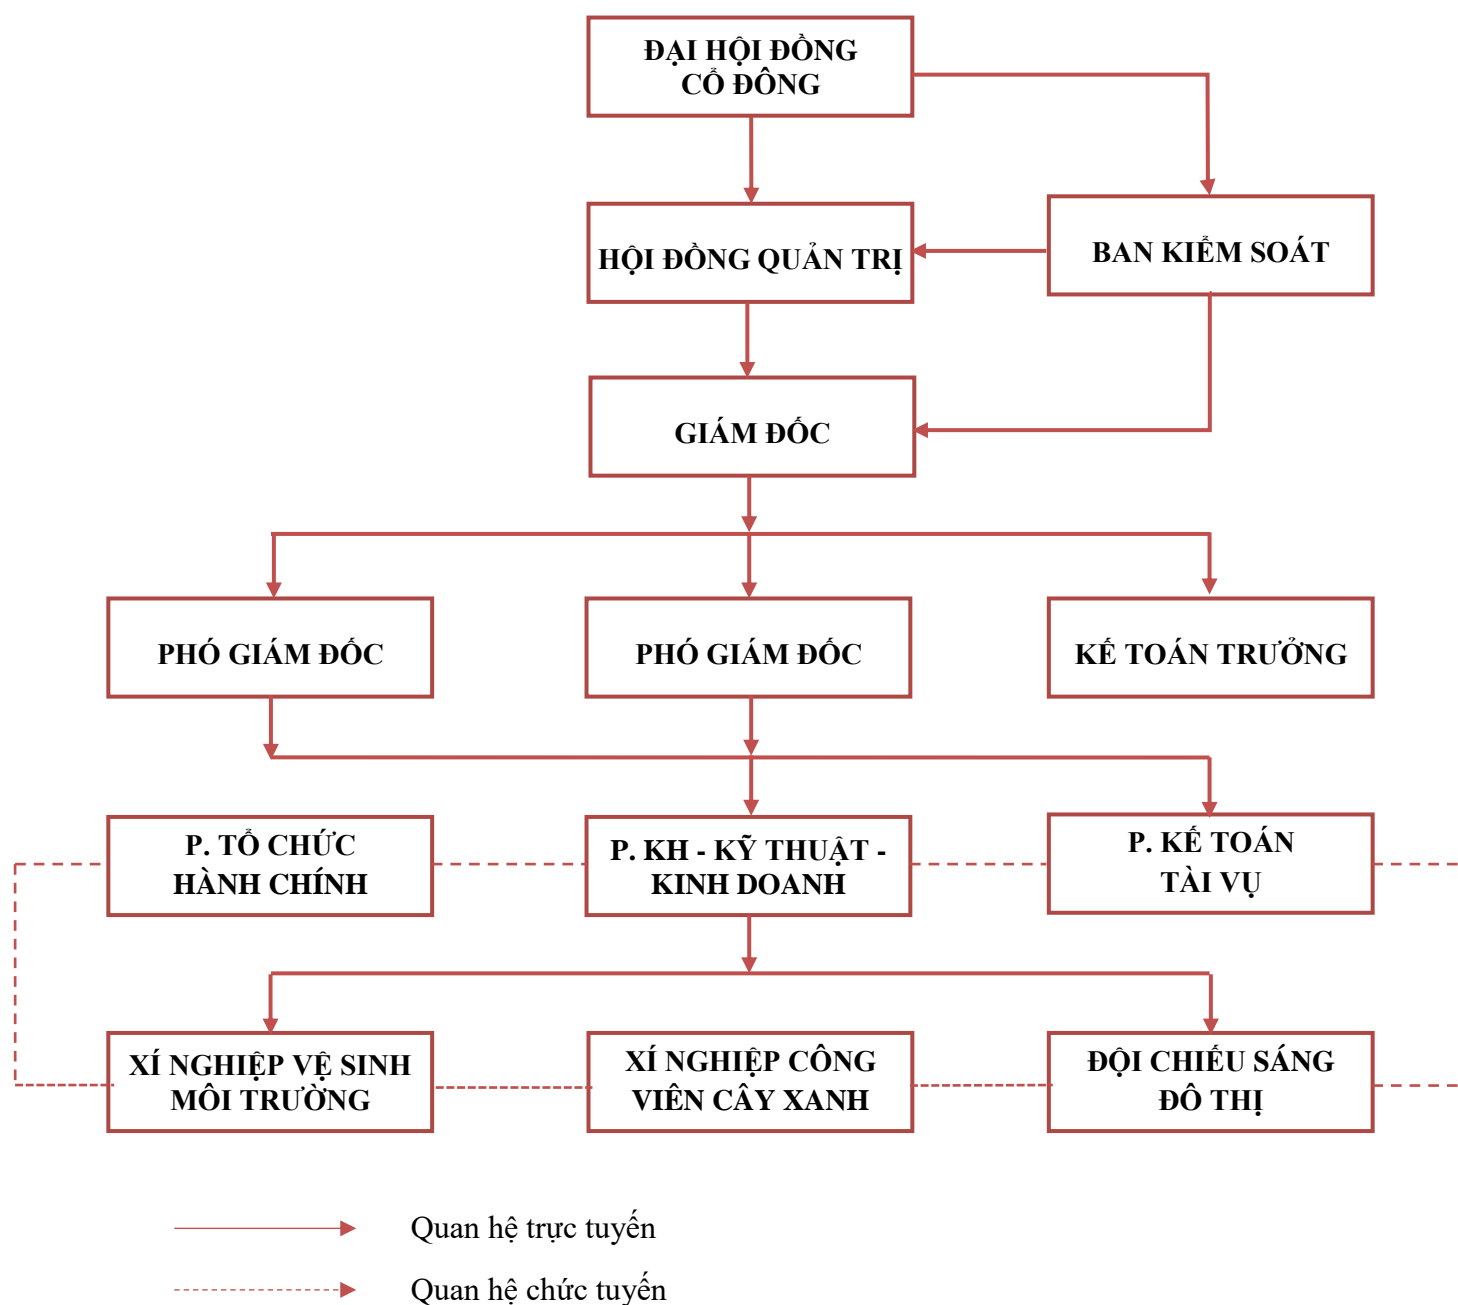 ĐẠI HỘI ĐỒNG
CỔ ĐÔNG
HỘI ĐỒNG QUẢN TRỊ
BAN KIỂM SOÁT
GIÁM ĐỐC
PHÓ GIÁM ĐỐC
PHÓ GIÁM ĐỐC
KẾ TOÁN TRƯỞNG
P. TỔ CHỨC
HÀNH CHÍNH
P. KH - KỸ THUẬT -
KINH DOANH
P. KẾ TOÁN
TÀI VỤ
XÍ NGHIỆP VỆ SINH
MÔI TRƯỜNG
XÍ NGHIỆP CÔNG
VIÊN CÂY XANH
ĐỘI CHIẾU SÁNG
ĐÔ THỊ
Quan hệ trực tuyến
Quan hệ chức tuyến